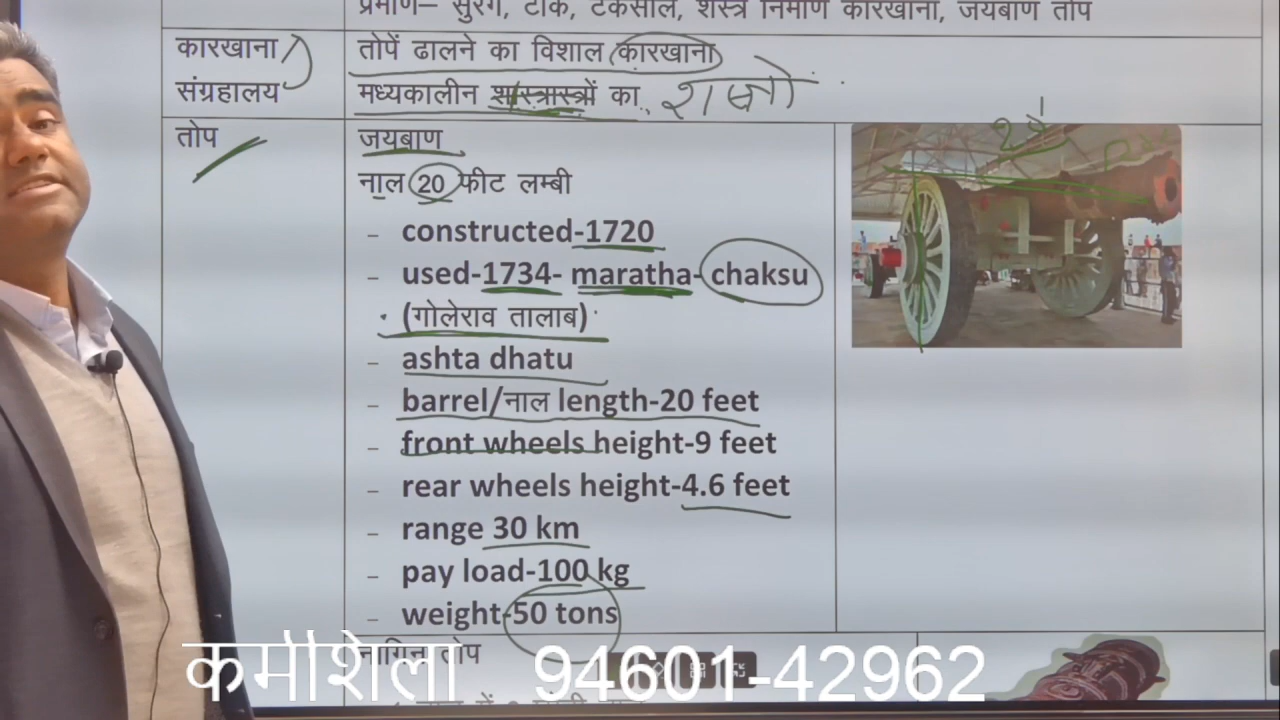 प्रमाण– सुरंग, टांके, टकसाल, शस्त्र निर्माण कारखाना, जयबाण तोप
कारखाना
तोपें ढालने का विशाल कारखाना
संग्रहालय
मध्यकालीन शास्त्रास्त्रों का
तोप
जयबाण
नाल 20 फीट लम्बी
– constructed-1720
– used-1734- maratha- chaksu
(गोलेराव तालाब)
– ashta dhatu
– barrel/नाल length-20 feet
– front wheels height-9 feet
– rear wheels height-4.6 feet
– range 30 km
– pay load-100 kg
– weight-50 tons
नागिन तोप
कर्मशिला 94601-42962